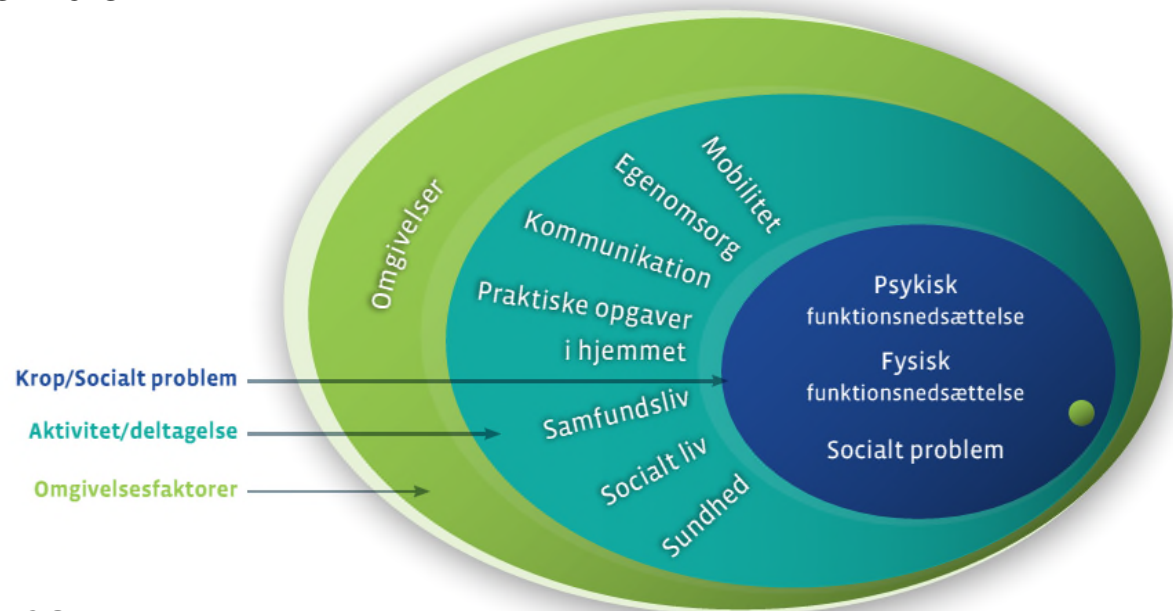 Omgivelser
Mobilitet
Egenomsorg
Kommunikation
Praktiske opgaver
i hjemmet
Samfundsliv
Socialt liv
Sundhed
Psykisk
funktionsnedsættelse
Fysisk
funktionsnedsættelse
Socialt problem
Krop/Socialt problem
Aktivitet/deltagelse
Omgivelsesfaktorer